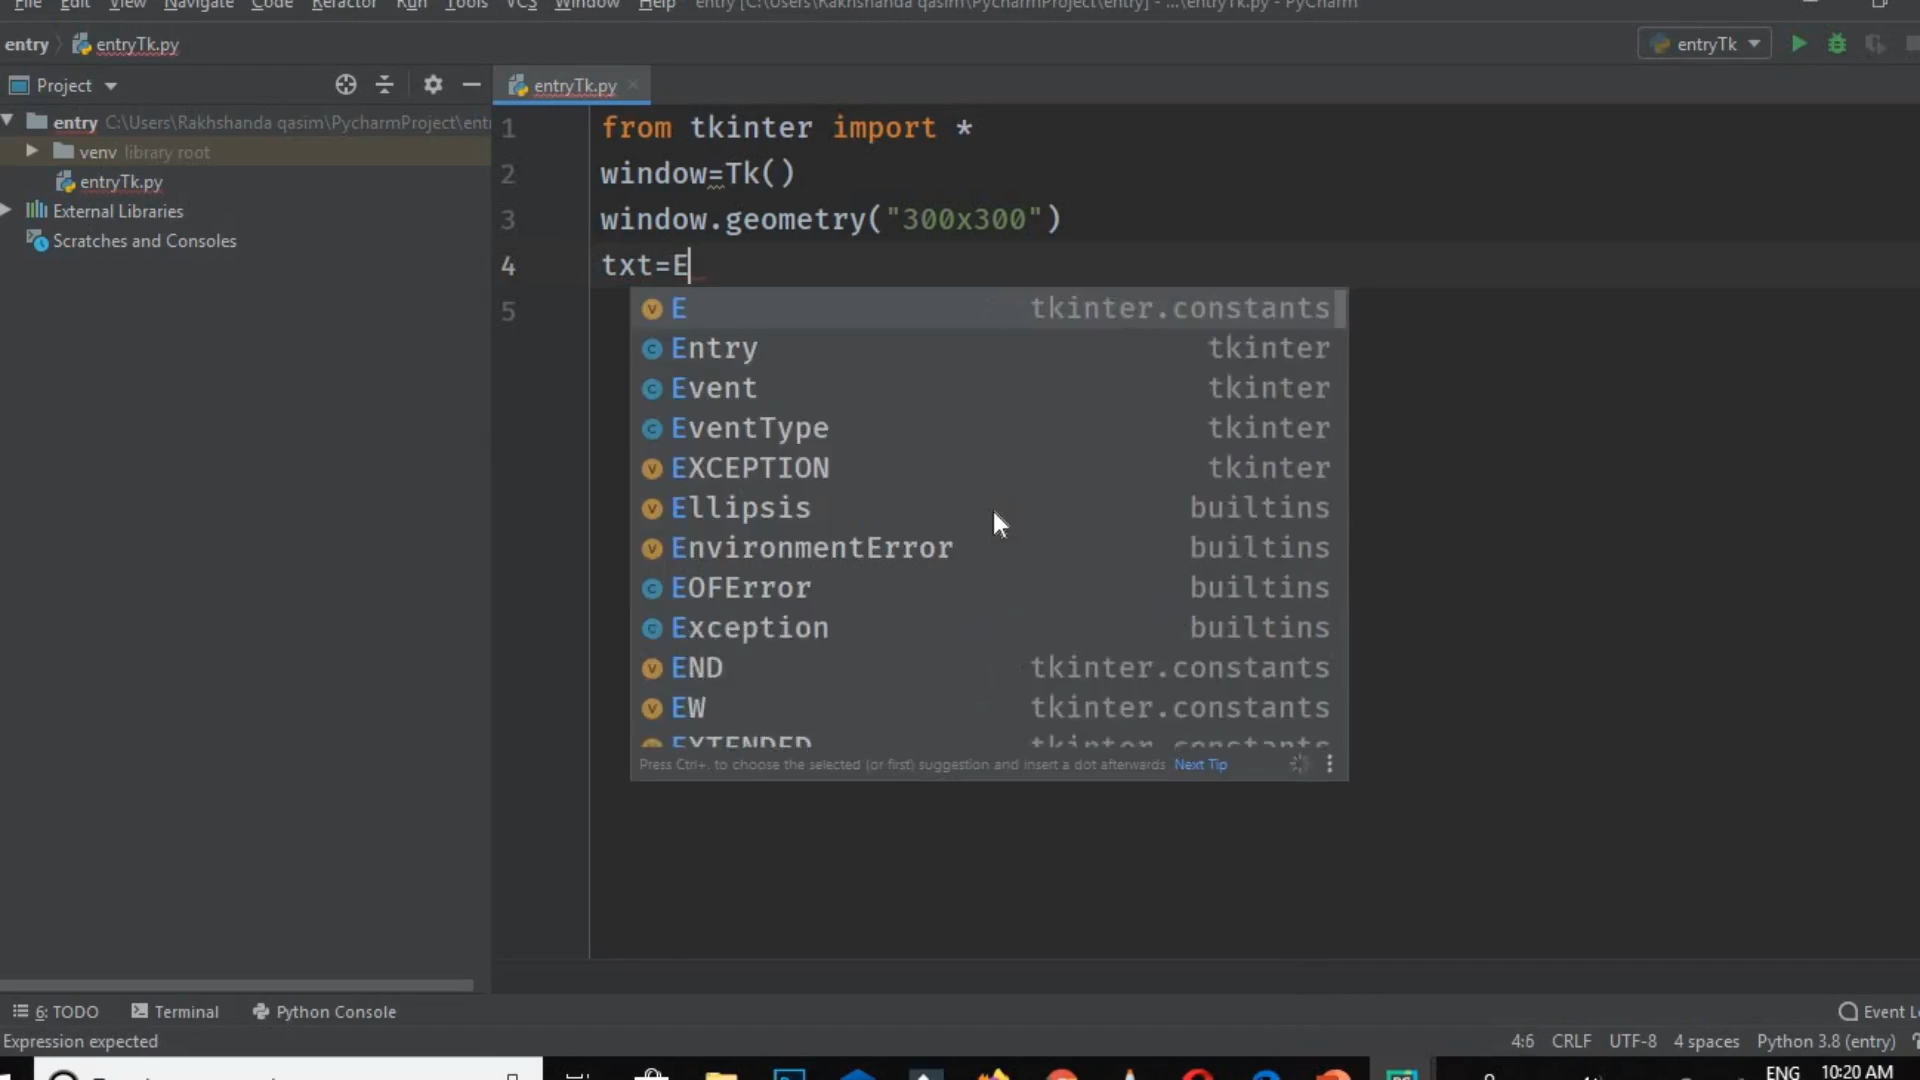 File Edit View Navigate Code Refactor Run Tools VCS Window Help entry [C:\Users\Rakhshanda qasim\PycharmProject\entry] - ...\entryTk.py - PyCharm
entry entryTk.py entryTk
Project entryTk.py
entry C:\Users\Rakhshanda qasim\PycharmProject\entr
venv library root
entryTk.py
External Libraries
Scratches and Consoles
1 from tkinter import *
2 window=Tk()
3 window.geometry("300x300")
4 txt=E
5
E tkinter.constants
Entry tkinter
Event tkinter
EventType tkinter
EXCEPTION tkinter
Ellipsis builtins
EnvironmentError builtins
EOFError builtins
Exception builtins
END tkinter.constants
EW tkinter.constants
EXTENDED tkinter.constants
Press Ctrl+. to choose the selected (or first) suggestion and insert a dot afterwards Next Tip
6: TODO Terminal Python Console Event Lo
Expression expected 4:6 CRLF UTF-8 4 spaces Python 3.8 (entry)
ENG 10:20 AM